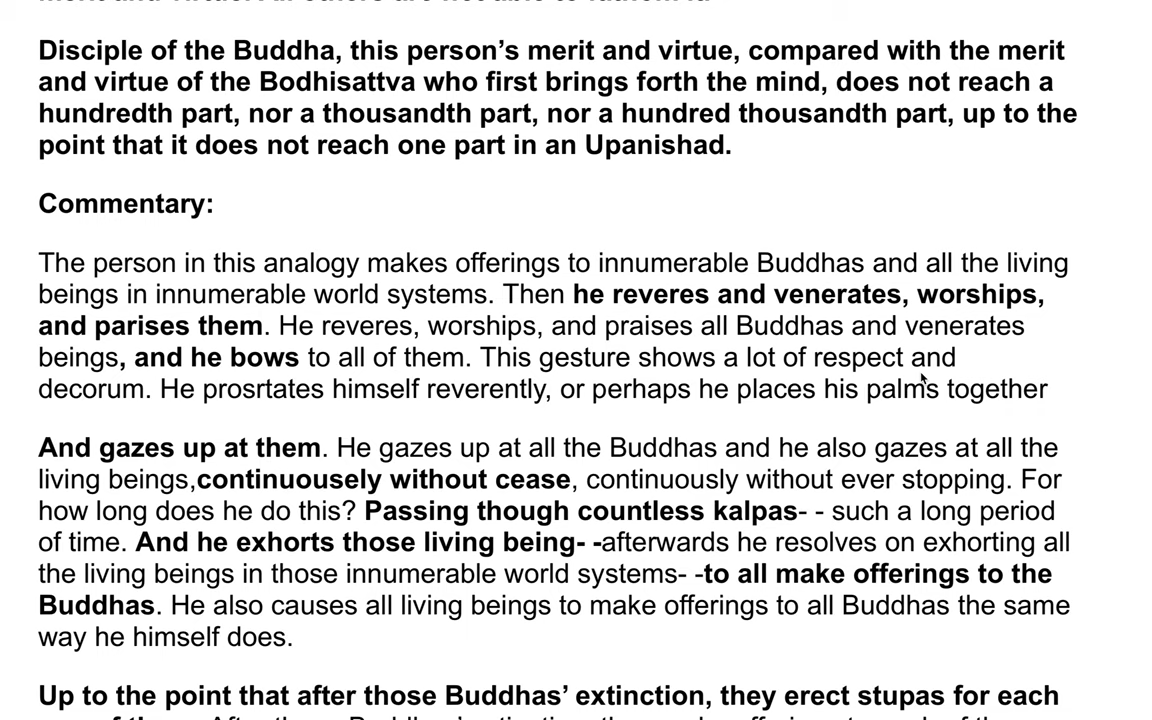 Disciple of the Buddha, this person's merit and virtue, compared with the merit
and virtue of the Bodhisattva who first brings forth the mind, does not reach a
hundredth part, nor a thousandth part, nor a hundred thousandth part, up to the
point that it does not reach one part in an Upanishad.
Commentary:
The person in this analogy makes offerings to innumerable Buddhas and all the living
beings in innumerable world systems. Then he reveres and venerates, worships,
and parises them. He reveres, worships, and praises all Buddhas and venerates
beings, and he bows to all of them. This gesture shows a lot of respect and
decorum. He prosrtates himself reverently, or perhaps he places his palms together
And gazes up at them. He gazes up at all the Buddhas and he also gazes at all the
living beings,continuousely without cease, continuously without ever stopping. For
how long does he do this? Passing though countless kalpas- - such a long period
of time. And he exhorts those living being- -afterwards he resolves on exhorting all
the living beings in those innumerable world systems- -to all make offerings to the
Buddhas. He also causes all living beings to make offerings to all Buddhas the same
way he himself does.
Up to the point that after those Buddhas' extinction, they erect stupas for each